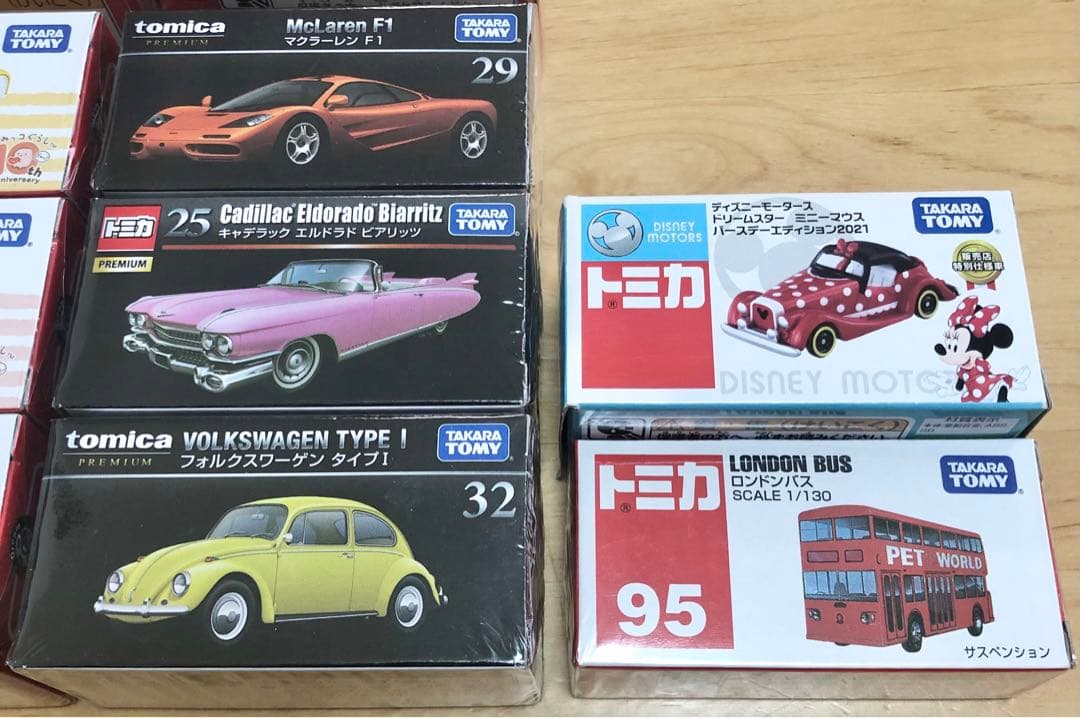 TAKARA
TOMY
10th
Anniversary
tomica
PREMIUM
McLaren F1
マクラーレン F1
TAKARA
TOMY
29
トミカ
PREMIUM
25
Cadillac® Eldorado® Biarritz
キャデラック エルドラド ビアリッツ
TAKARA
TOMY
tomica
PREMIUM
VOLKSWAGEN TYPE I
フォルクスワーゲン タイプI
TAKARA
TOMY
32
DISNEY
MOTORS
トミカ®
ディズニーモータース
ドリームスター ミニーマウス
バースデーエディション2021
TAKARA
TOMY
販売店
特別仕様車
DISNEY MOTORS
材質表示
トミカ®
95
LONDON BUS
ロンドンバス
SCALE 1/130
TAKARA
TOMY
PET WORLD
サスペンション